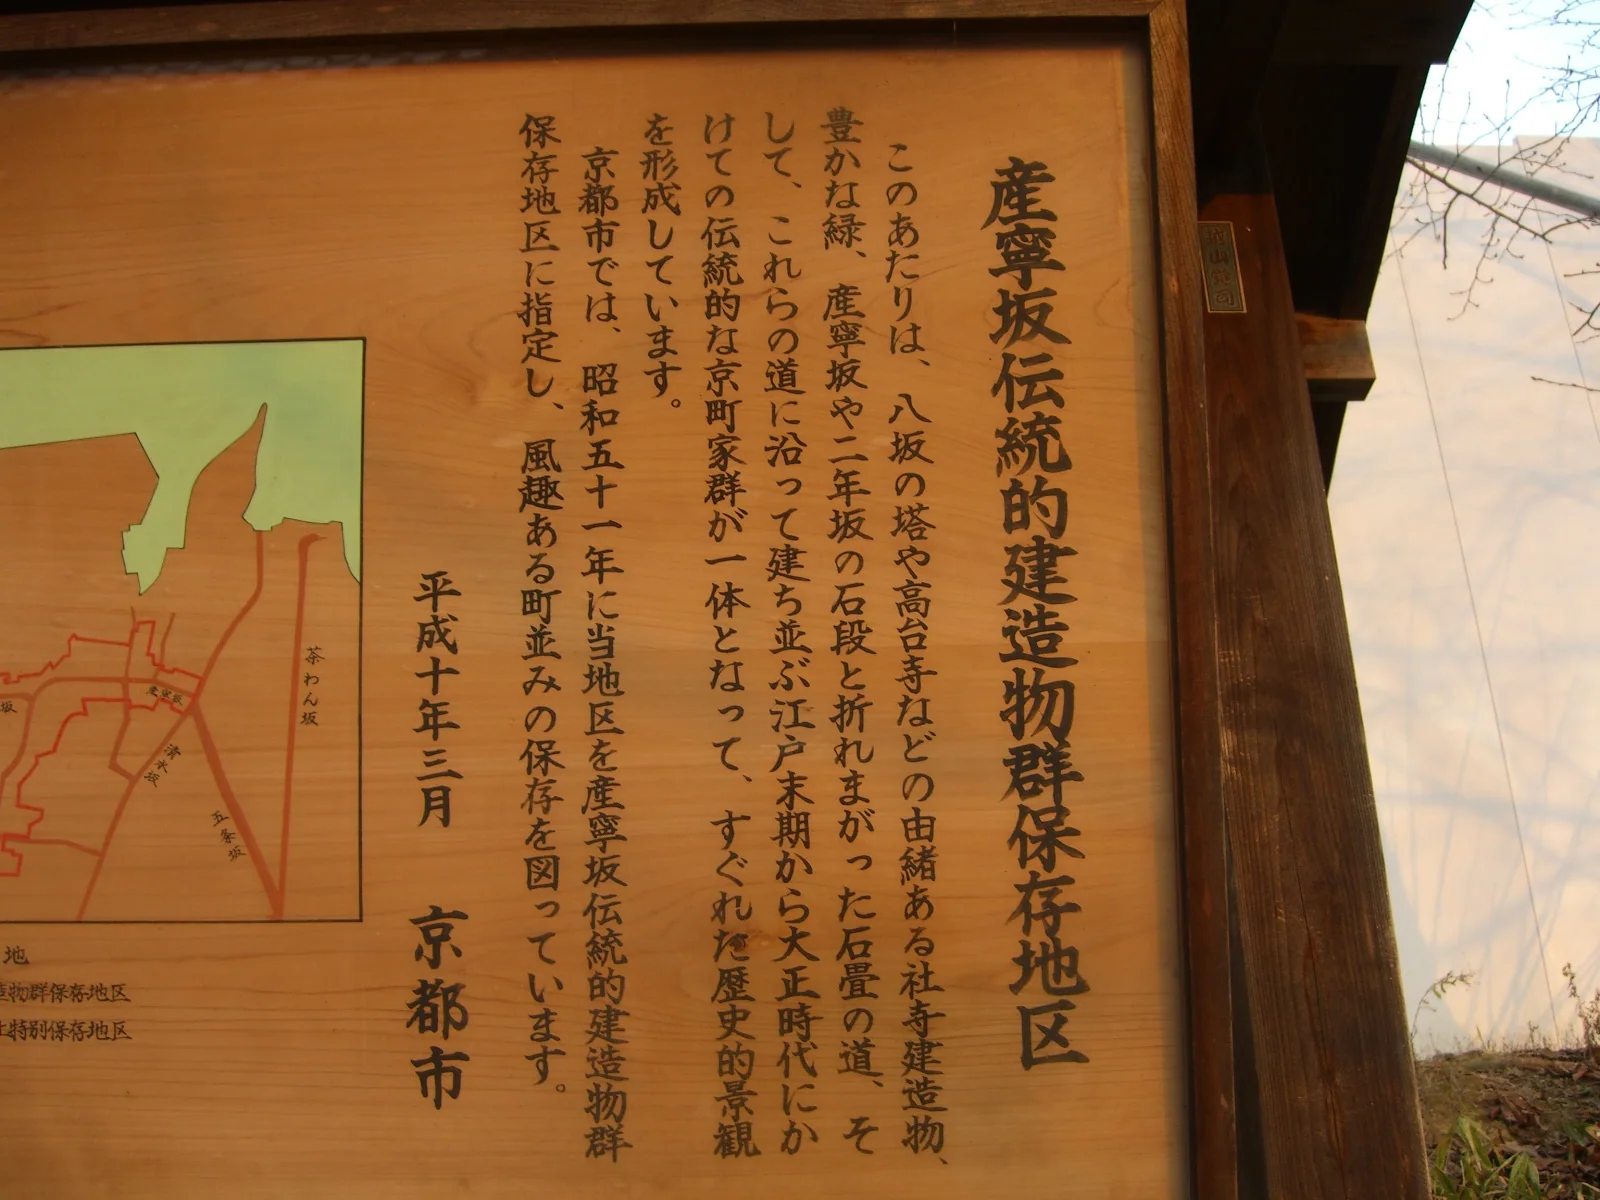 産寧坂伝統的建造物群保存地区
このあたりは、八坂の塔や高台寺などの由緒ある社寺建造物、
豊かな緑、産寧坂や二年坂の石段と折れまがった石畳の道、そ
して、これらの道に沿って建ち並ぶ江戸末期から大正時代にか
けての伝統的な京町家群が一体となって、すぐれた歴史的景観
を形成しています。
京都市では、昭和五十一年に当地区を産寧坂伝統的建造物群
保存地区に指定し、風趣ある町並みの保存を図っています。
平成十年三月 京都市
茶わん坂
産寧坂
清水坂
五条坂
坂
地
造物群保存地区
特別保存地区